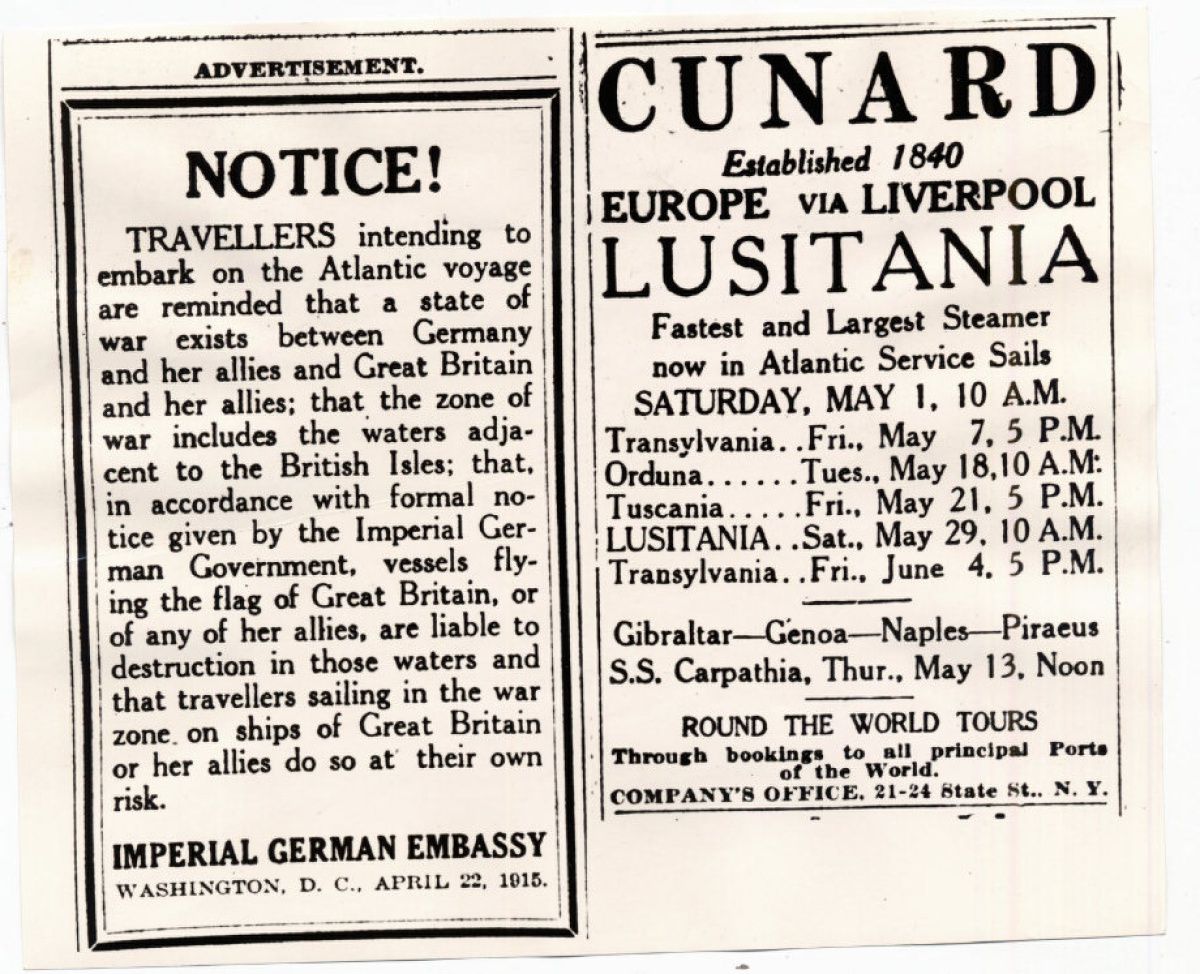 ADVERTISEMENT.
NOTICE!
TRAVELLERS intending to
embark on the Atlantic voyage
are reminded that a state of
war exists between Germany
and her allies and Great Britain
and her allies; that the zone of
war includes the waters adja-
cent to the British Isles; that,
in accordance with formal no-
tice given by the Imperial Ger-
man Government, vessels fly-
ing the flag of Great Britain, or
of any of her allies, are liable to
destruction in those waters and
that travellers sailing in the war
zone on ships of Great Britain
or her allies do so at their own
risk.
IMPERIAL GERMAN EMBASSY
WASHINGTON, D. C., APRIL 22, 1915.
CUNARD
Established 1840
EUROPE VIA LIVERPOOL
LUSITANIA
Fastest and Largest Steamer
now in Atlantic Service Sails
SATURDAY, MAY 1, 10 A.M.
Transylvania..Fri., May 7, 5 P.M.
Orduna......Tues., May 18, 10 A.M.
Tuscania.....Fri., May 21, 5 P.M.
LUSITANIA..Sat., May 29, 10 A.M.
Transylvania..Fri., June 4, 5 P.M.
Gibraltar—Genoa—Naples—Piraeus
S.S. Carpathia, Thur., May 13, Noon
ROUND THE WORLD TOURS
Through bookings to all principal Ports
of the World.
COMPANY'S OFFICE, 21-24 State St., N. Y.